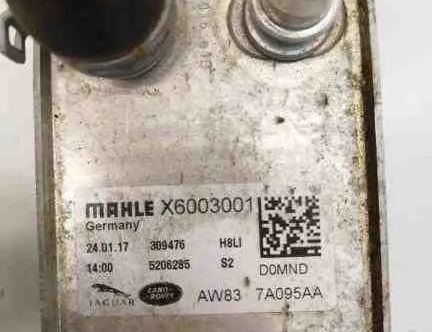 MAHLE X6003001
Germany
24.01.17 309476 H8LI
14:00 5206285 S2 D0MND
JAGUAR LAND-ROVER AW83 7A095AA